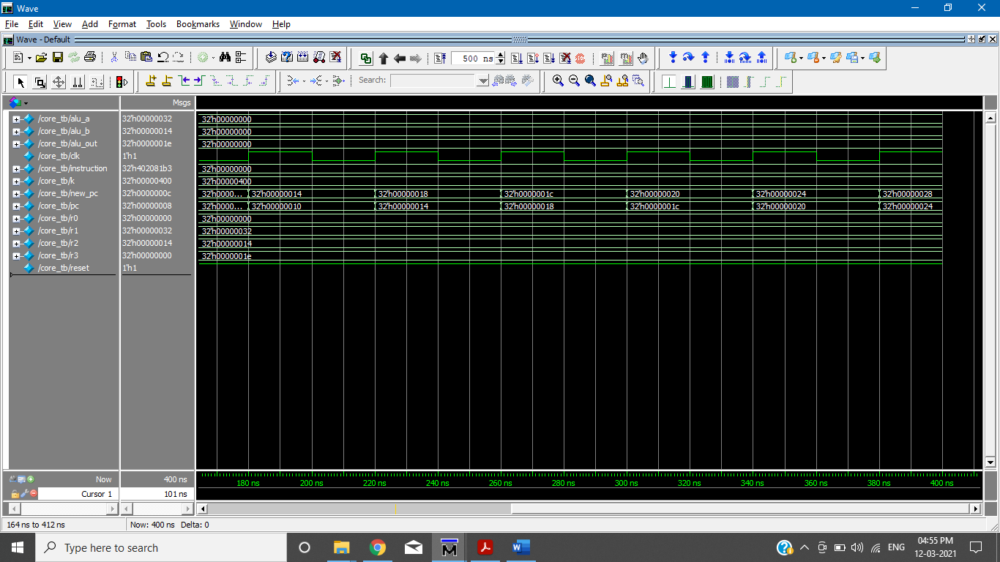 Wave
File Edit View Add Format Tools Bookmarks Window Help
Wave - Default
500 ns
Search:
Msgs
/core_tb/alu_a 32'h00000032 32'h00000000
/core_tb/alu_b 32'h00000014 32'h00000000
/core_tb/alu_out 32'h0000001e 32'h00000000
/core_tb/clk 1'h1
/core_tb/instruction 32'h402081b3 32'h00000000
/core_tb/k 32'h00000400 32'h00000400
/core_tb/new_pc 32'h0000000c 32'h0000... 32'h00000014 32'h00000018 32'h0000001c 32'h00000020 32'h00000024 32'h00000028
/core_tb/pc 32'h00000008 32'h0000... 32'h00000010 32'h00000014 32'h00000018 32'h0000001c 32'h00000020 32'h00000024
/core_tb/r0 32'h00000000 32'h00000000
/core_tb/r1 32'h00000032 32'h00000032
/core_tb/r2 32'h00000014 32'h00000014
/core_tb/r3 32'h00000000 32'h0000001e
/core_tb/reset 1'h1
Now 400 ns 180 ns 200 ns 220 ns 240 ns 260 ns 280 ns 300 ns 320 ns 340 ns 360 ns 380 ns 400 ns
Cursor 1 101 ns
164 ns to 412 ns Now: 400 ns Delta: 0
Type here to search
ENG
04:55 PM
12-03-2021